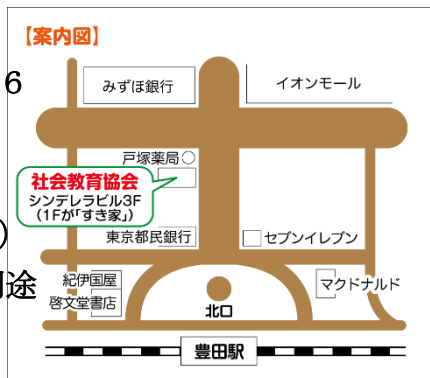 【案内図】
6
みずほ銀行
イオンモール
戸塚薬局
社会教育協会
シンデレラビル3F
(1Fが「すき家」)
)
東京都民銀行
セブンイレブン
途
紀伊国屋
啓文堂書店
マクドナルド
北口
豊田駅